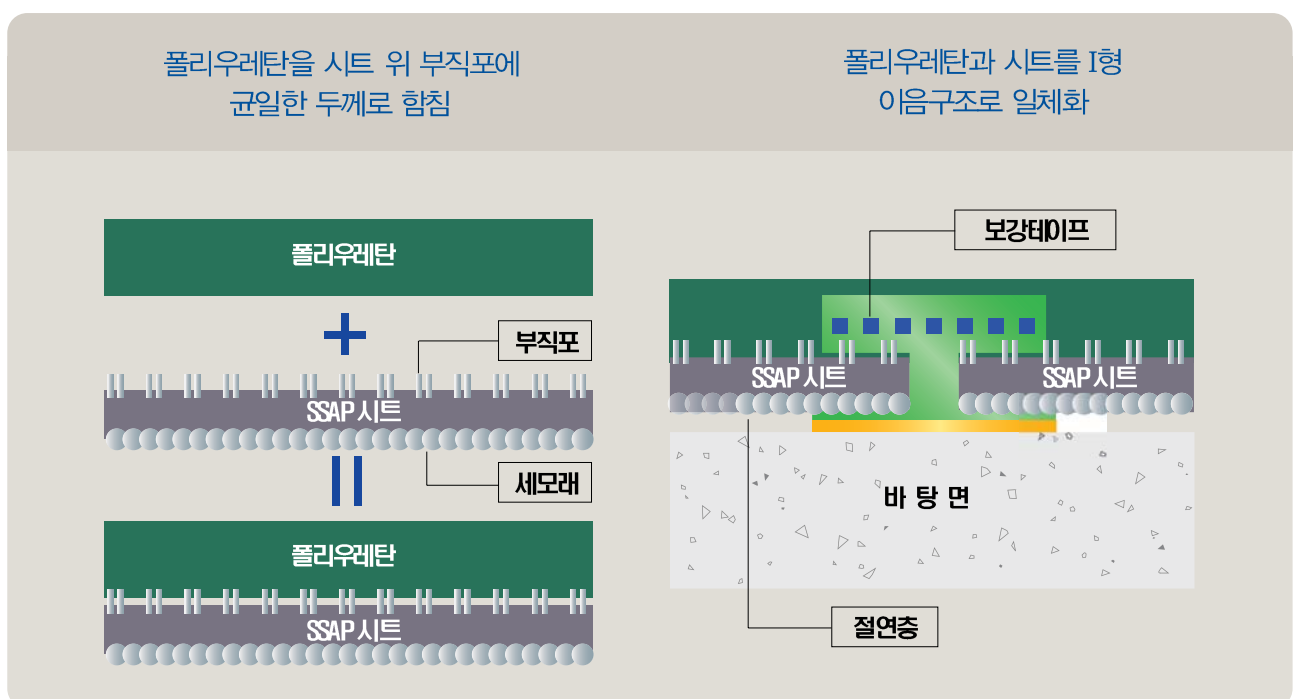 폴리우레탄을 시트 위 부직포에
균일한 두께로 함침
폴리우레탄
부직포
SSAP 시트
세모래
폴리우레탄
SSAP 시트
폴리우레탄과 시트를 I형
이음구조로 일체화
보강테이프
SSAP 시트
SSAP 시트
바 탕 면
절연층